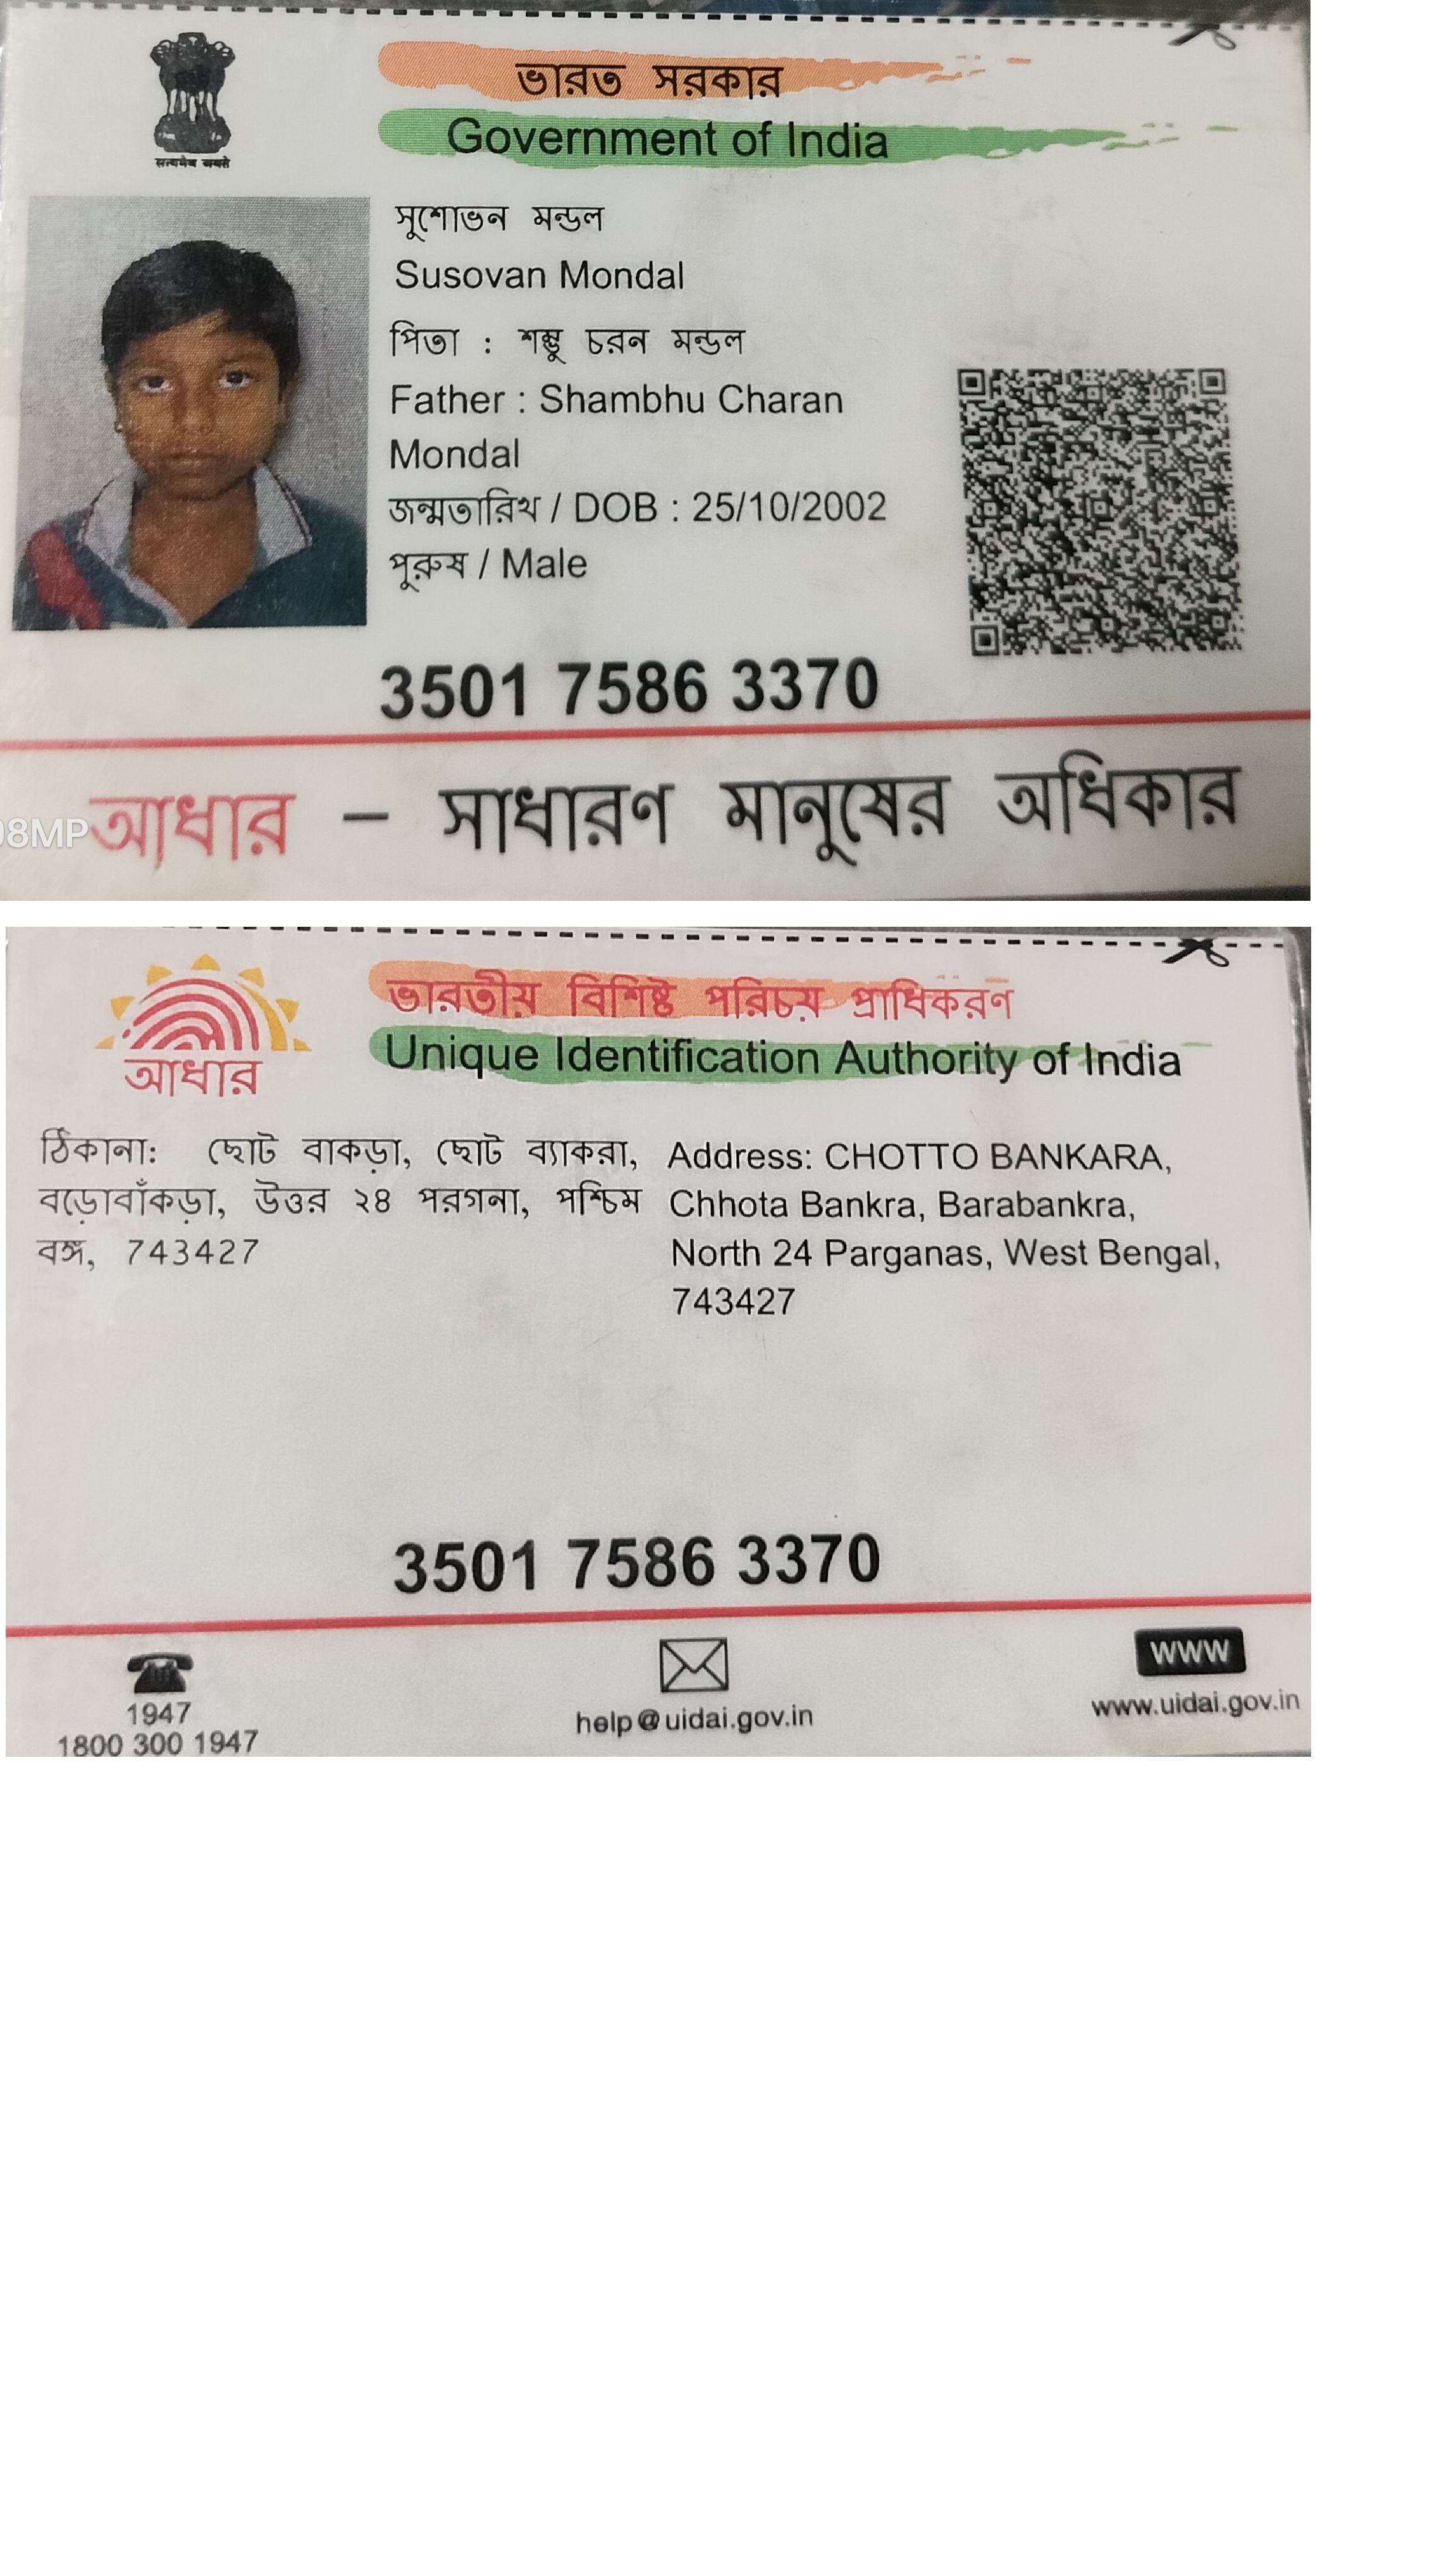 ভারত সরকার
Government of India
सत्यमेव जयते
সুশোভন মন্ডল
Susovan Mondal
পিতা : শম্ভু চরন মন্ডল
Father : Shambhu Charan
Mondal
জন্মতারিখ / DOB : 25/10/2002
পুরুষ / Male
3501 7586 3370
08MP
আধার – সাধারণ মানুষের অধিকার
ভারতীয় বিশিষ্ট পরিচয় প্রাধিকরণ
Unique Identification Authority of India
আধার
ঠিকানা: ছোট বাকড়া, ছোট ব্যাকরা,
বড়োবাঁকড়া, উত্তর ২৪ পরগনা, পশ্চিম
বঙ্গ, 743427
Address: CHOTTO BANKARA,
Chhota Bankra, Barabankra,
North 24 Parganas, West Bengal,
743427
3501 7586 3370
1947
1800 300 1947
help@uidai.gov.in
www
www.uidai.gov.in